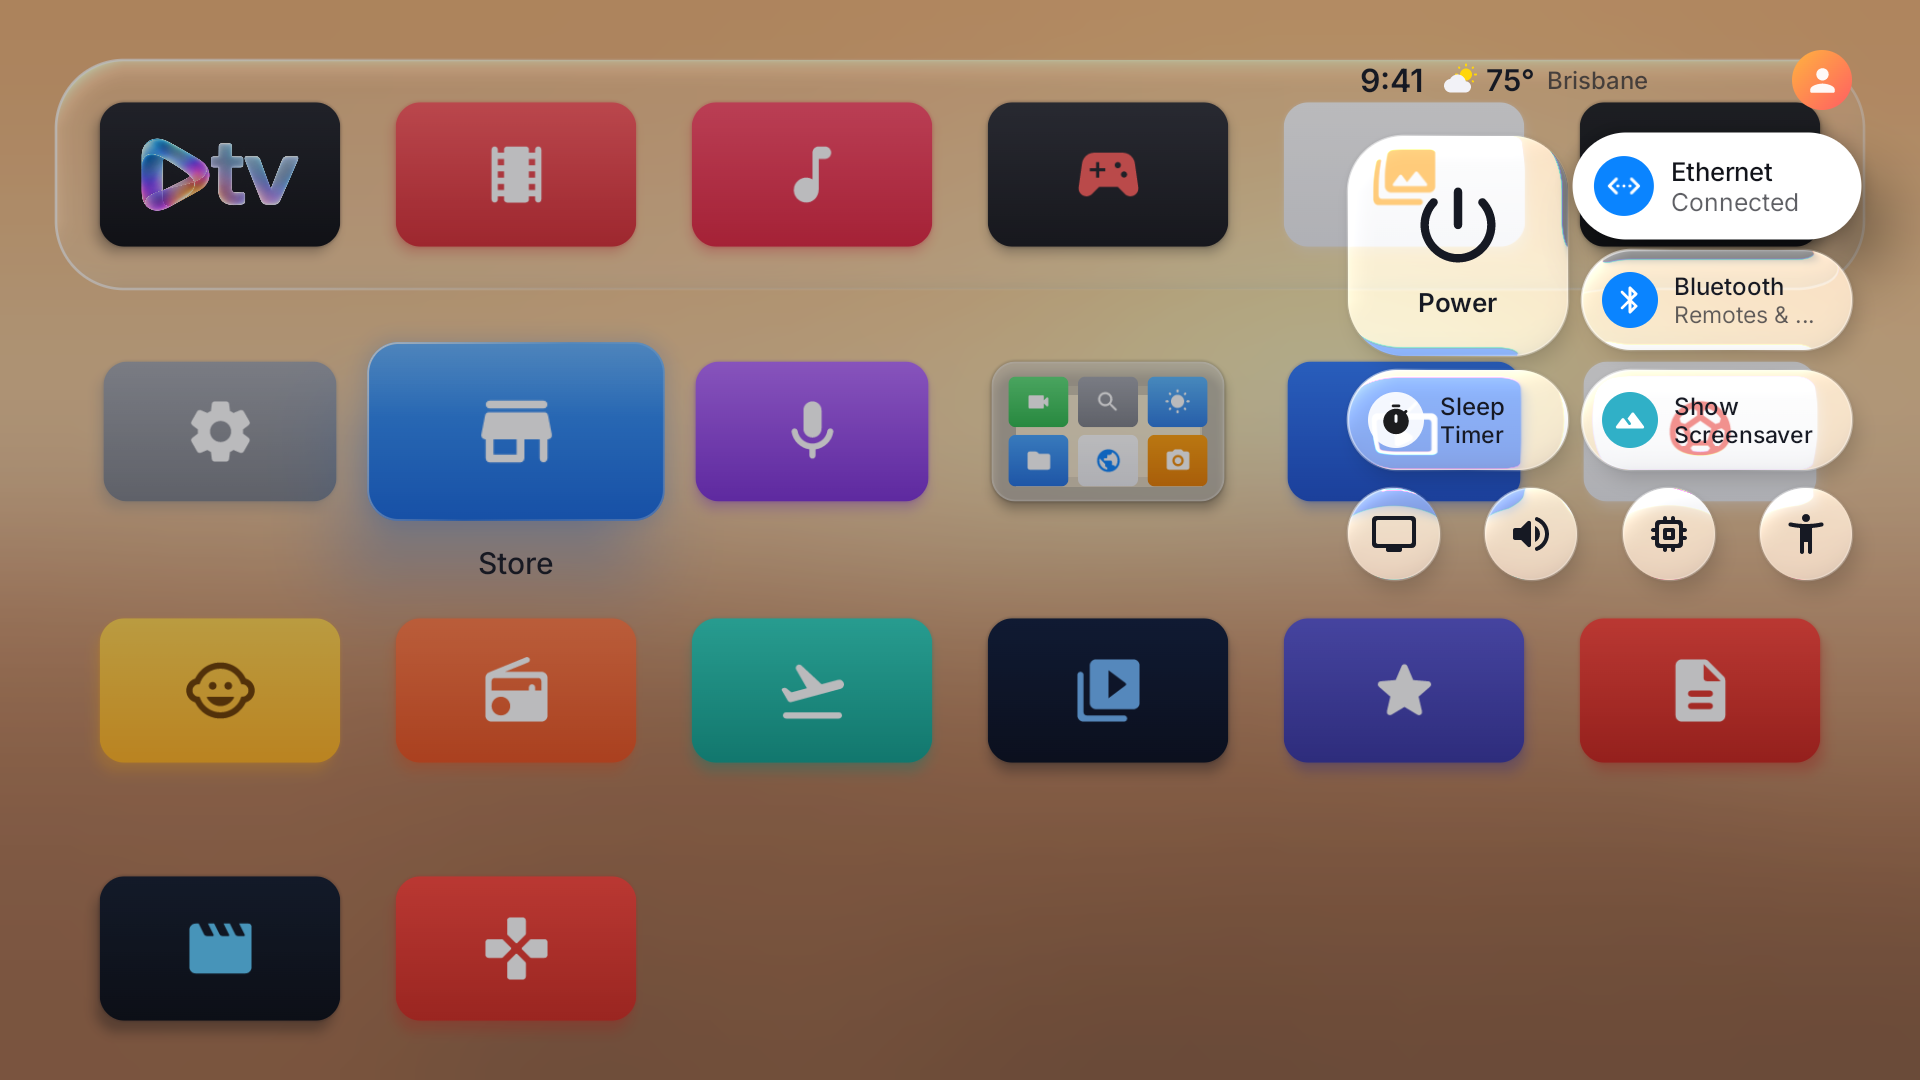 9:41 75° Brisbane
tv
Ethernet
Connected
Power
Bluetooth
Remotes & ...
Sleep
Timer
Show
Screensaver
Store